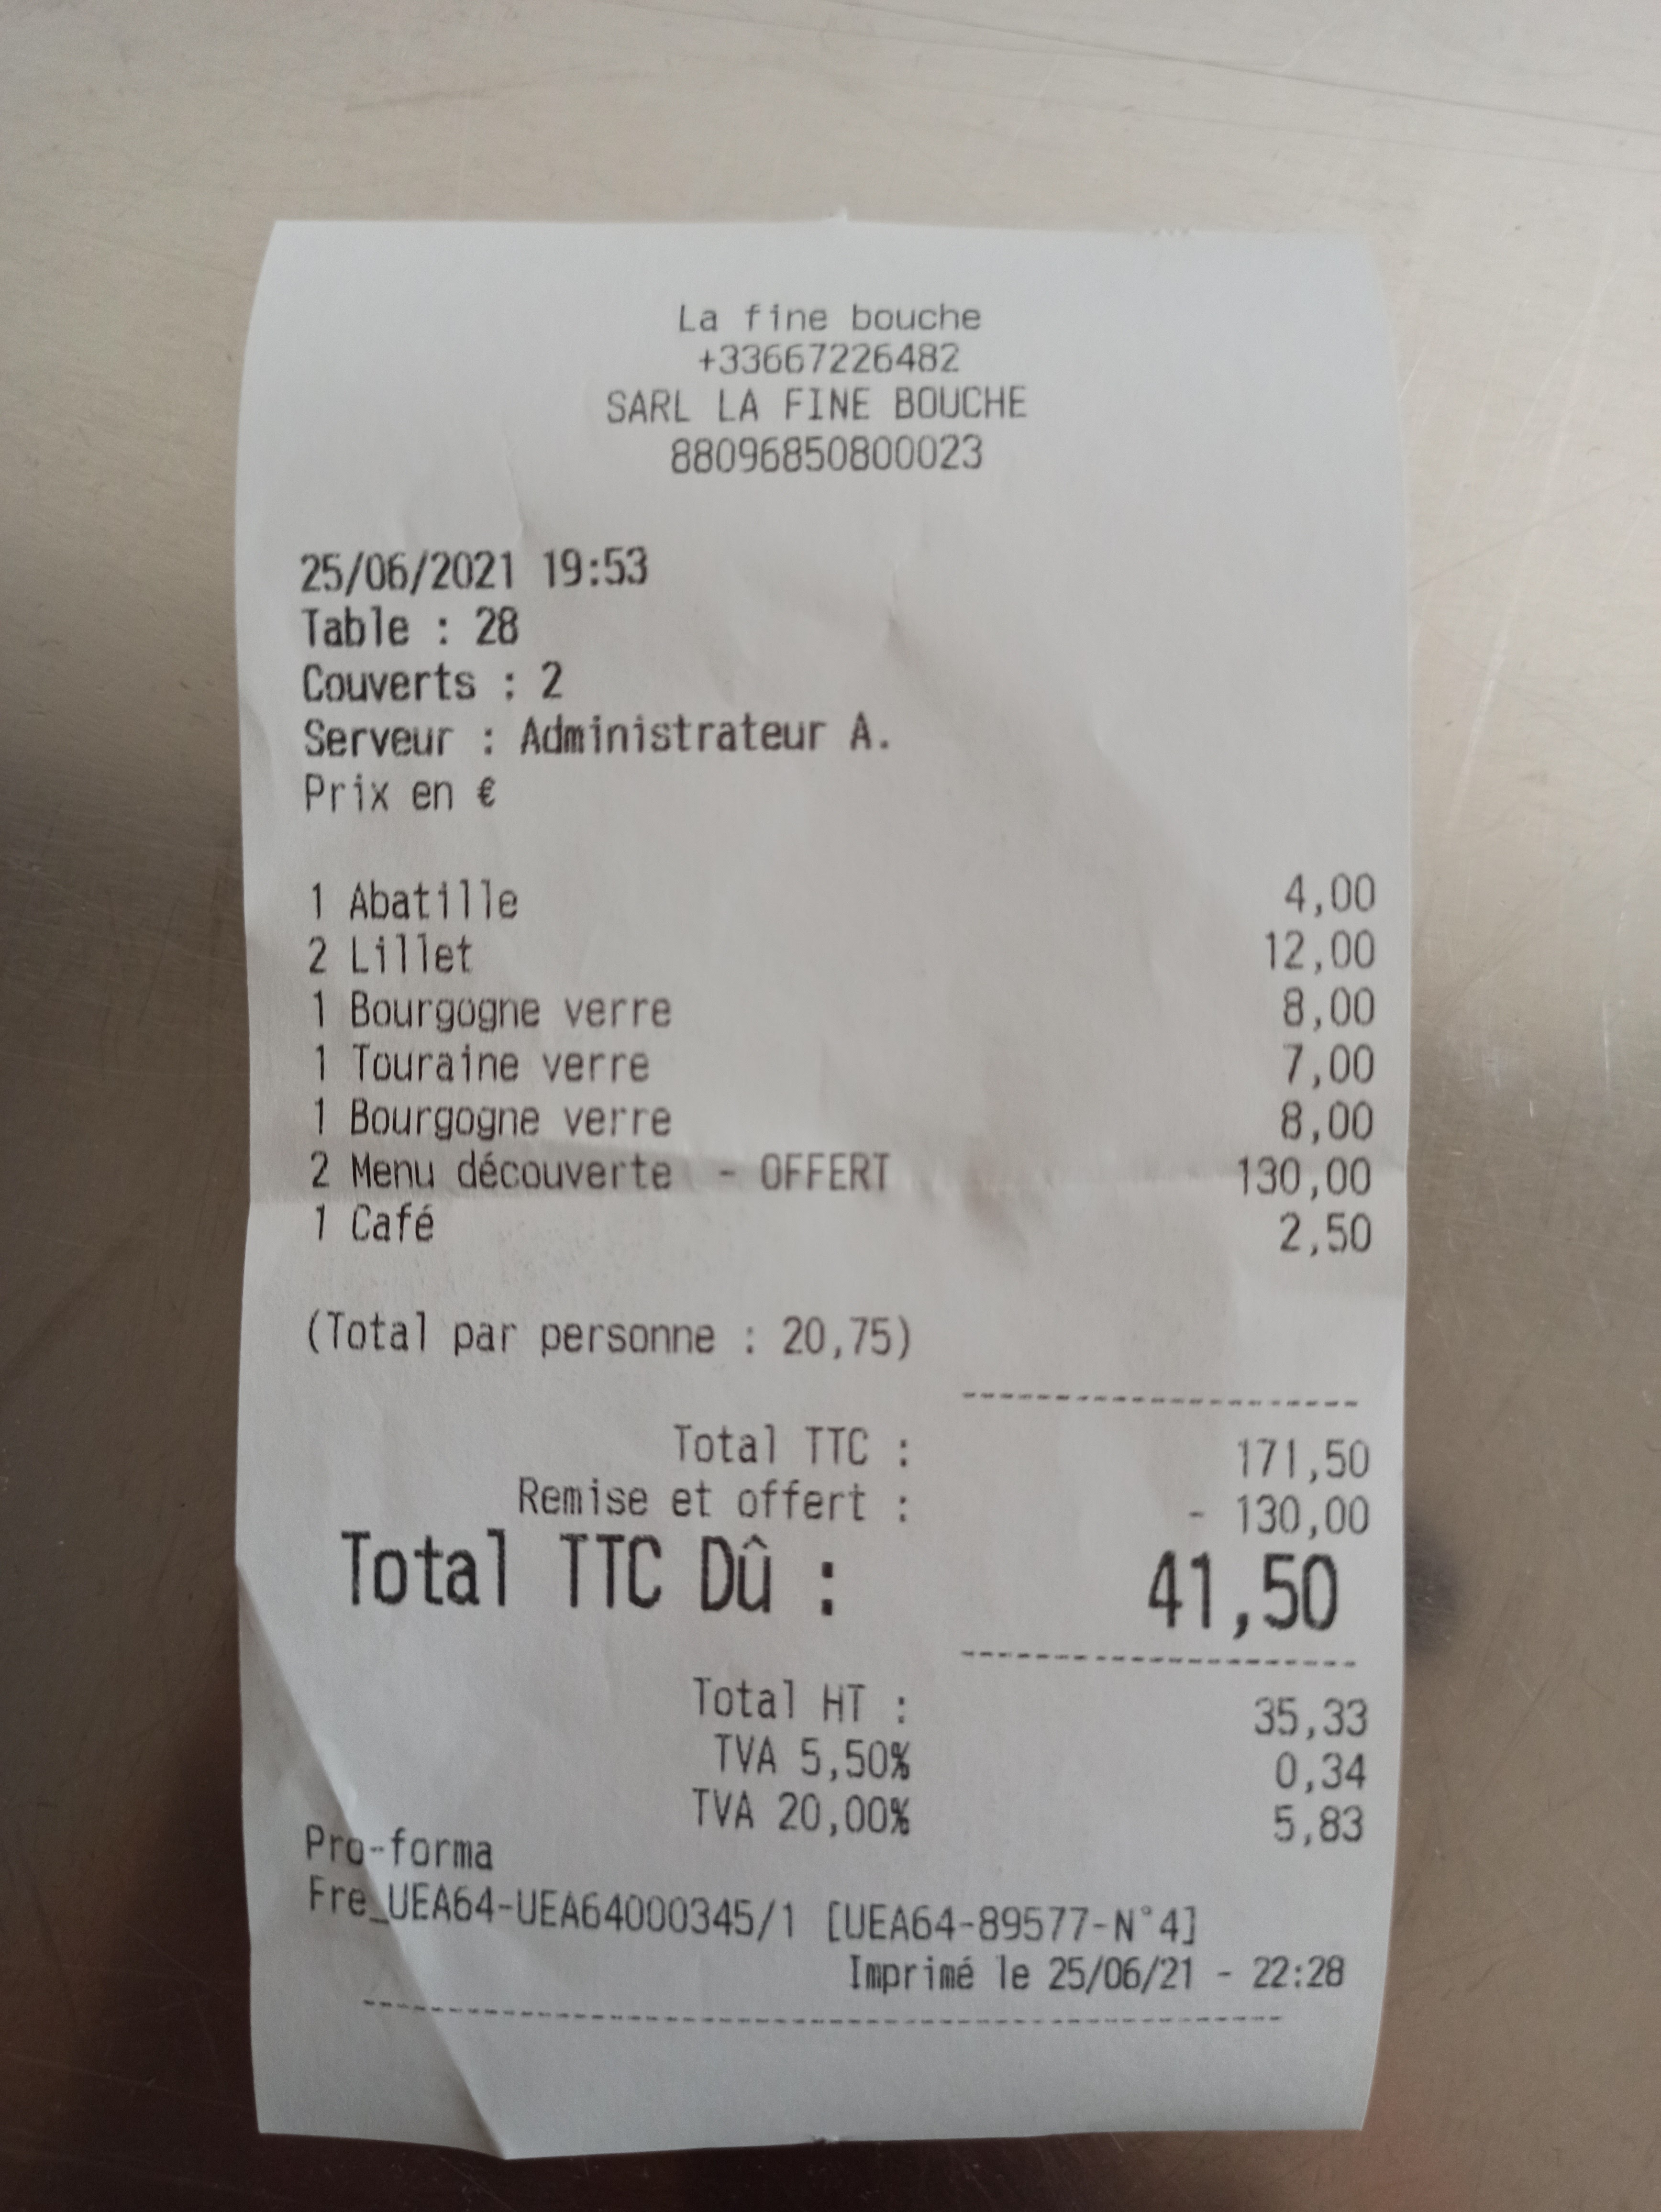 La fine bouche
+33667226482
SARL LA FINE BOUCHE
88096850800023
25/06/2021 19:53
Table : 28
Couverts : 2
Serveur : Administrateur A.
Prix en €
1 Abatille 4,00
2 Lillet 12,00
1 Bourgogne verre 8,00
1 Touraine verre 7,00
1 Bourgogne verre 8,00
2 Menu découverte - OFFERT 130,00
1 Café 2,50
(Total par personne : 20,75)
Total TTC : 171,50
Remise et offert : - 130,00
Total TTC Dû : 41,50
Total HT : 35,33
TVA 5,50% 0,34
TVA 20,00% 5,83
Pro-forma
Fre_UEA64-UEA64000345/1 [UEA64-89577-N°4]
Imprimé le 25/06/21 - 22:28